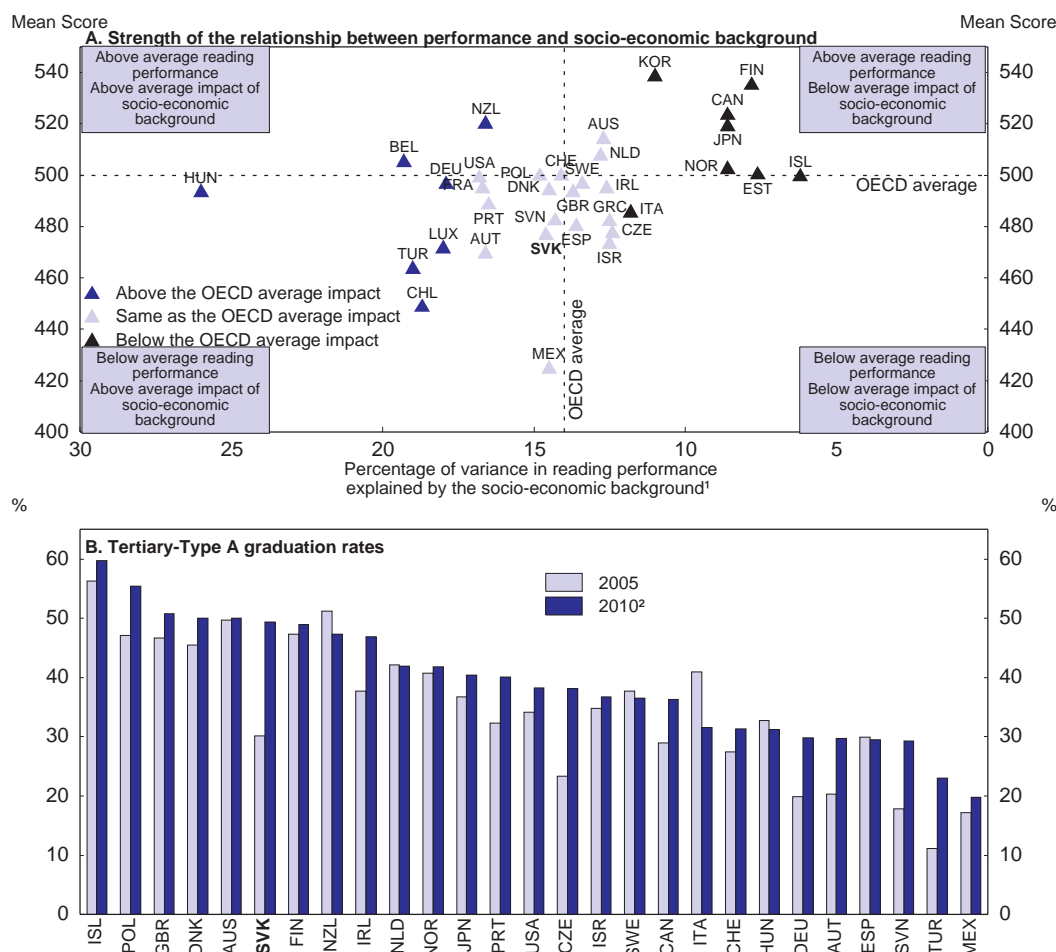 Mean Score
Mean Score
A. Strength of the relationship between performance and socio-economic background
Above average reading
performance
Above average impact of
socio-economic
background
Above average reading
performance
Below average impact of
socio-economic
background
540
520
500
480
460
440
420
400
540
520
500
480
460
440
420
400
KOR
FIN
CAN
JPN
NZL
AUS
NLD
BEL
DEU
USA
FRA
POL
CHE
SWE
DNK
NOR
EST
ISL
HUN
OECD average
IRL
GBR
GRC
ITA
PRT
SVN
CZE
LUX
AUT
SVK
ESP
ISR
TUR
CHL
MEX
OECD average
Above the OECD average impact
Same as the OECD average impact
Below the OECD average impact
Below average reading
performance
Above average impact of
socio-economic
background
Below average reading
performance
Below average impact of
socio-economic
background
30 25 20 15 10 5 0
Percentage of variance in reading performance
explained by the socio-economic background¹
%
%
B. Tertiary-Type A graduation rates
2005
2010²
60
50
40
30
20
10
0
60
50
40
30
20
10
0
ISL POL GBR DNK AUS SVK FIN NZL IRL NLD NOR JPN PRT USA CZE ISR SWE CAN ITA CHE HUN DEU AUT ESP SVN TUR MEX